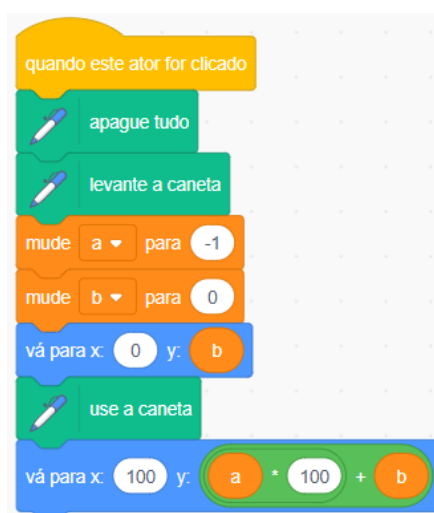 quando este ator for clicado
apague tudo
levante a caneta
mude a para -1
mude b para 0
vá para x: 0 y: b
use a caneta
vá para x: 100 y: a * 100 + b